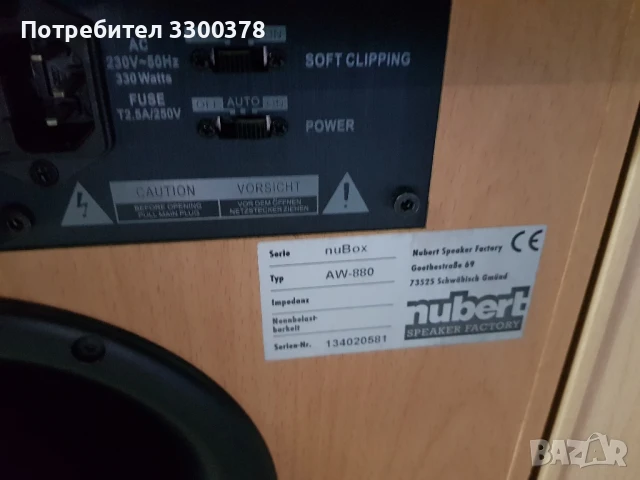 Потребител 3300378
AC
230V~50Hz
330 Watts
ON
SOFT CLIPPING
FUSE
T2.5A/250V
OFF AUTO ON
POWER
CAUTION VORSICHT
BEFORE OPENING
PULL MAIN PLUG
VOR DEM ÖFFNEN
NETZSTECKER ZIEHEN
Serie nuBox
Typ AW-880
Impedanz
Nennbelast-
barkeit
Serien-Nr. 134020581
Nubert Speaker Factory
Goethestraße 69
73525 Schwäbisch Gmünd
CE
nubert
SPEAKER FACTORY
BAZAR